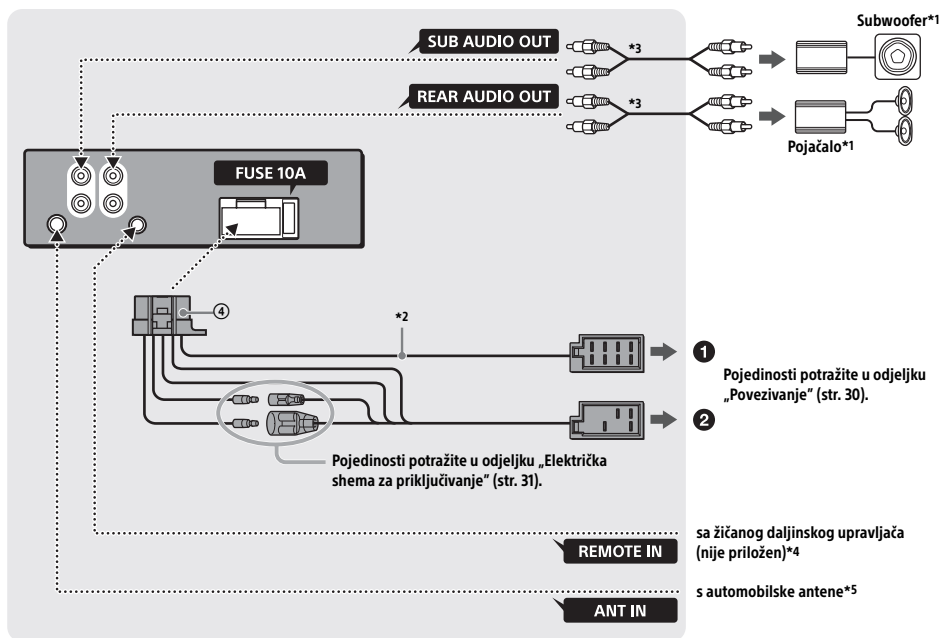 Subwoofer*1
SUB AUDIO OUT
*3
REAR AUDIO OUT
*3
Pojačalo*1
FUSE 10A
④
*2
❶
Pojedinosti potražite u odjeljku
„Povezivanje” (str. 30).
❷
Pojedinosti potražite u odjeljku „Električka
shema za priključivanje” (str. 31).
sa žičanog daljinskog upravljača
(nije priložen)*4
REMOTE IN
s automobilske antene*5
ANT IN